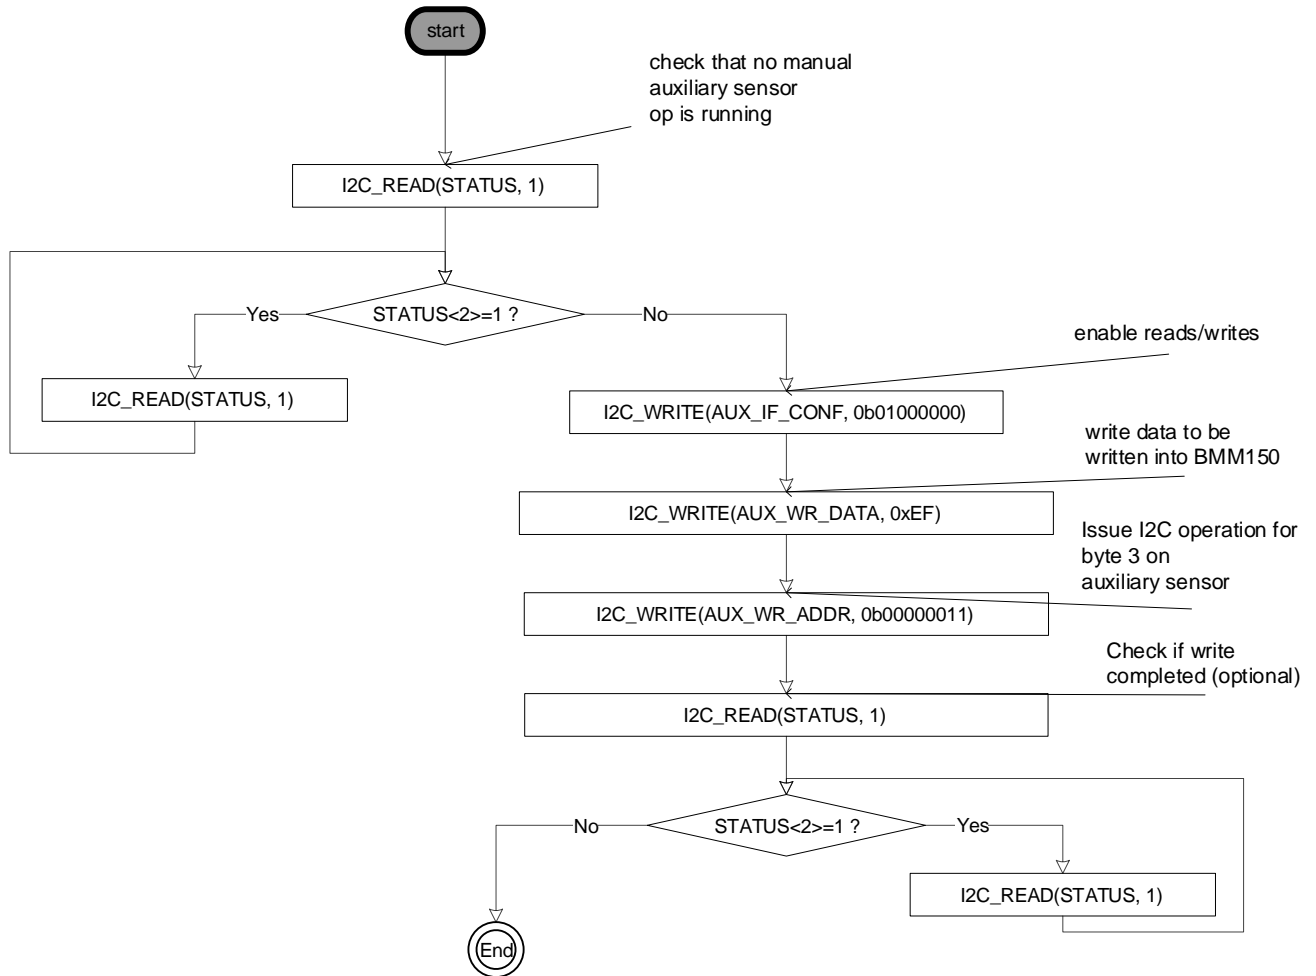 start
check that no manual
auxiliary sensor
op is running
I2C_READ(STATUS, 1)
STATUS<2>=1 ?
Yes
No
enable reads/writes
I2C_READ(STATUS, 1)
I2C_WRITE(AUX_IF_CONF, 0b01000000)
write data to be
written into BMM150
I2C_WRITE(AUX_WR_DATA, 0xEF)
Issue I2C operation for
byte 3 on
auxiliary sensor
I2C_WRITE(AUX_WR_ADDR, 0b00000011)
Check if write
completed (optional)
I2C_READ(STATUS, 1)
No
STATUS<2>=1 ?
Yes
I2C_READ(STATUS, 1)
End